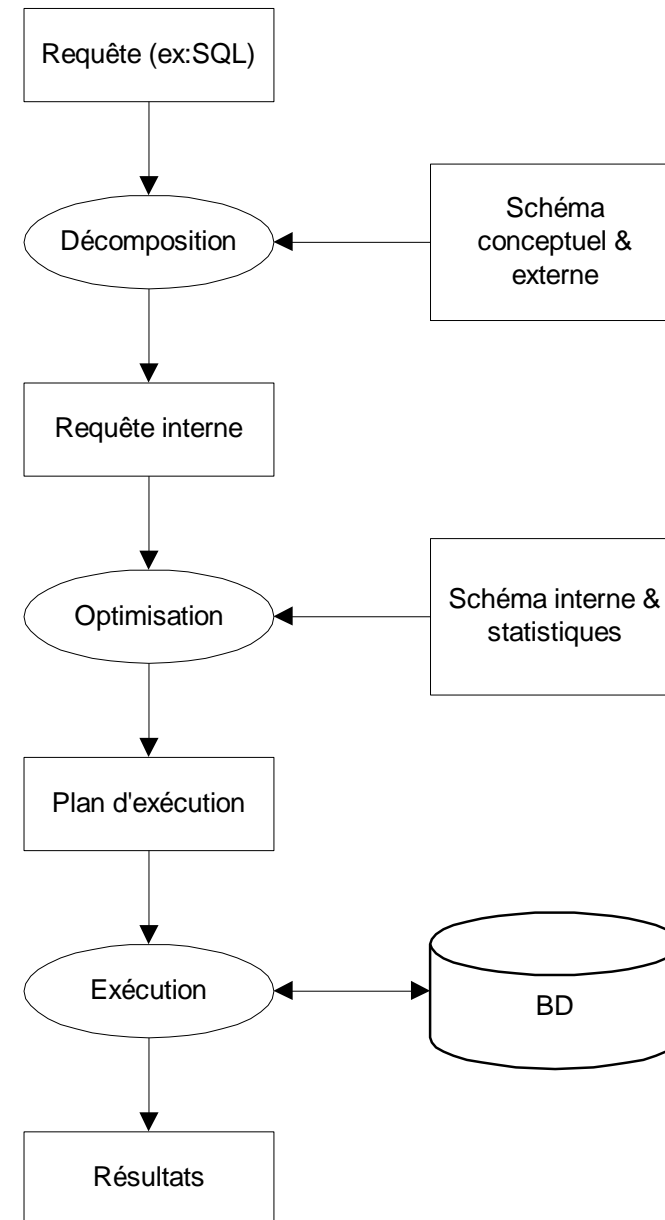 Requête (ex:SQL)
Décomposition
Schéma
conceptuel &
externe
Requête interne
Optimisation
Schéma interne &
statistiques
Plan d'exécution
Exécution
BD
Résultats